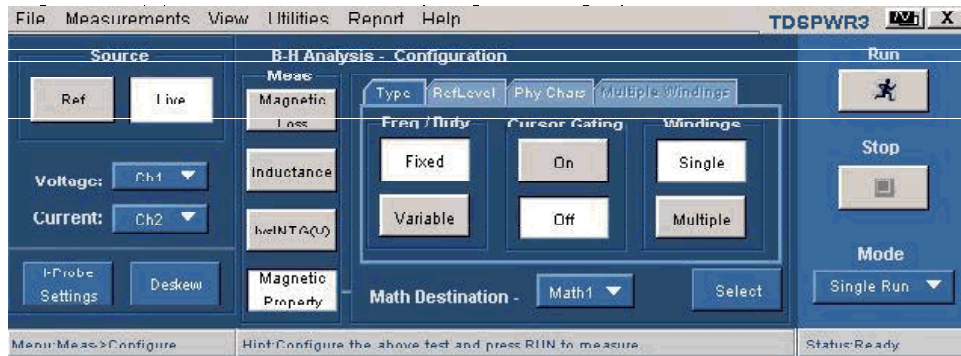 File Measurements View Utilities Report Help
TDSPWR3 X
Source
Ref Live
Voltage: Ch1
Current: Ch2
I-Probe Settings
Deskew
B-H Analysis - Configuration
Meas
Magnetic Loss
Inductance
Magnetic Property
Type RefLevel Phy Chars Multiple Windings
Freq / Duty Cursor Gating Windings
Fixed On Single
Variable Off Multiple
Math Destination - Math1 Select
Run
Stop
Mode
Single Run
Menu:Meas->Configure
Hint:Configure the above test and press RUN to measure.
Status:Ready